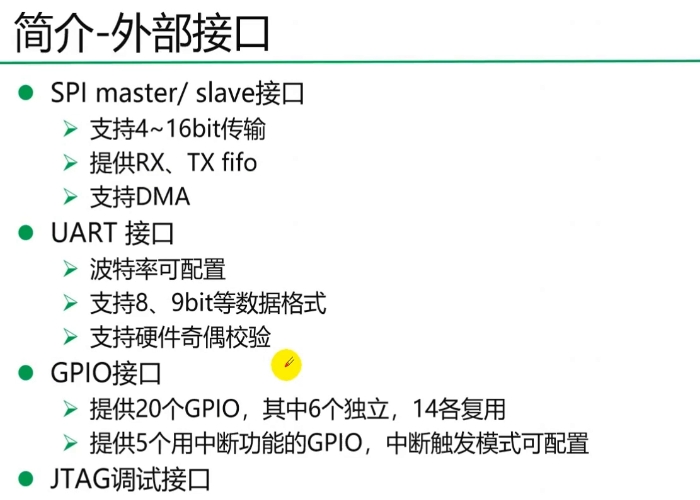 简介-外部接口
SPI master/ slave接口
支持4~16bit传输
提供RX、TX fifo
支持DMA
UART 接口
波特率可配置
支持8、9bit等数据格式
支持硬件奇偶校验
GPIO接口
提供20个GPIO，其中6个独立，14各复用
提供5个用中断功能的GPIO，中断触发模式可配置
JTAG调试接口